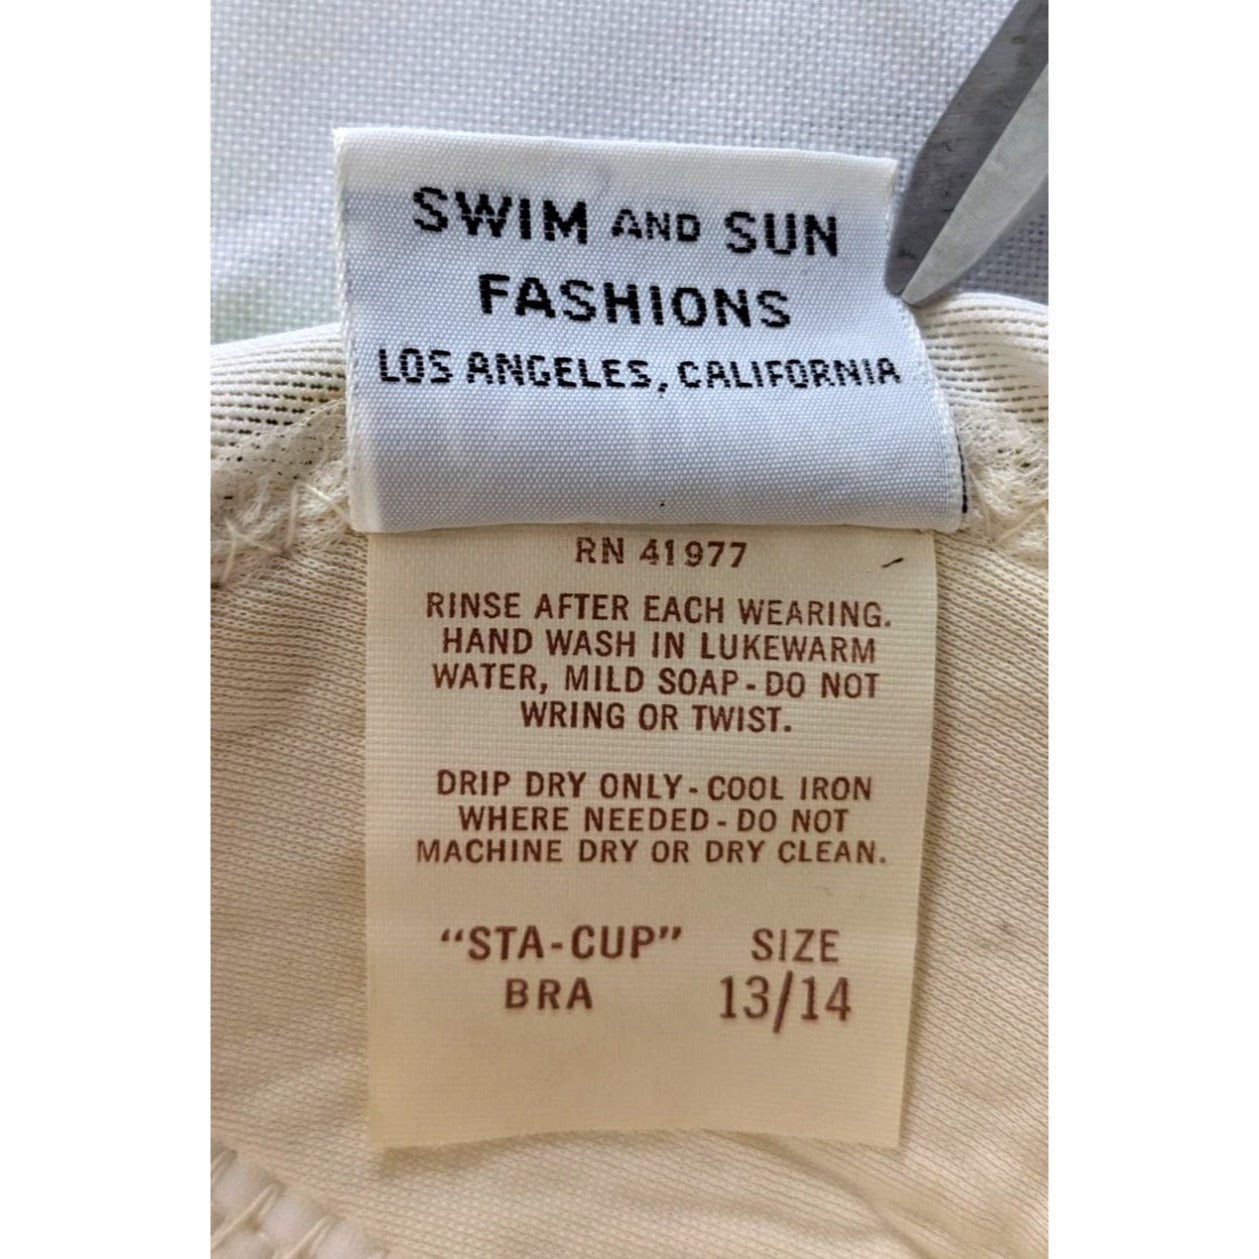 SWIM AND SUN
FASHIONS
LOS ANGELES, CALIFORNIA
RN 41977
RINSE AFTER EACH WEARING.
HAND WASH IN LUKEWARM
WATER, MILD SOAP - DO NOT
WRING OR TWIST.
DRIP DRY ONLY - COOL IRON
WHERE NEEDED - DO NOT
MACHINE DRY OR DRY CLEAN.
"STA-CUP" SIZE
BRA 13/14